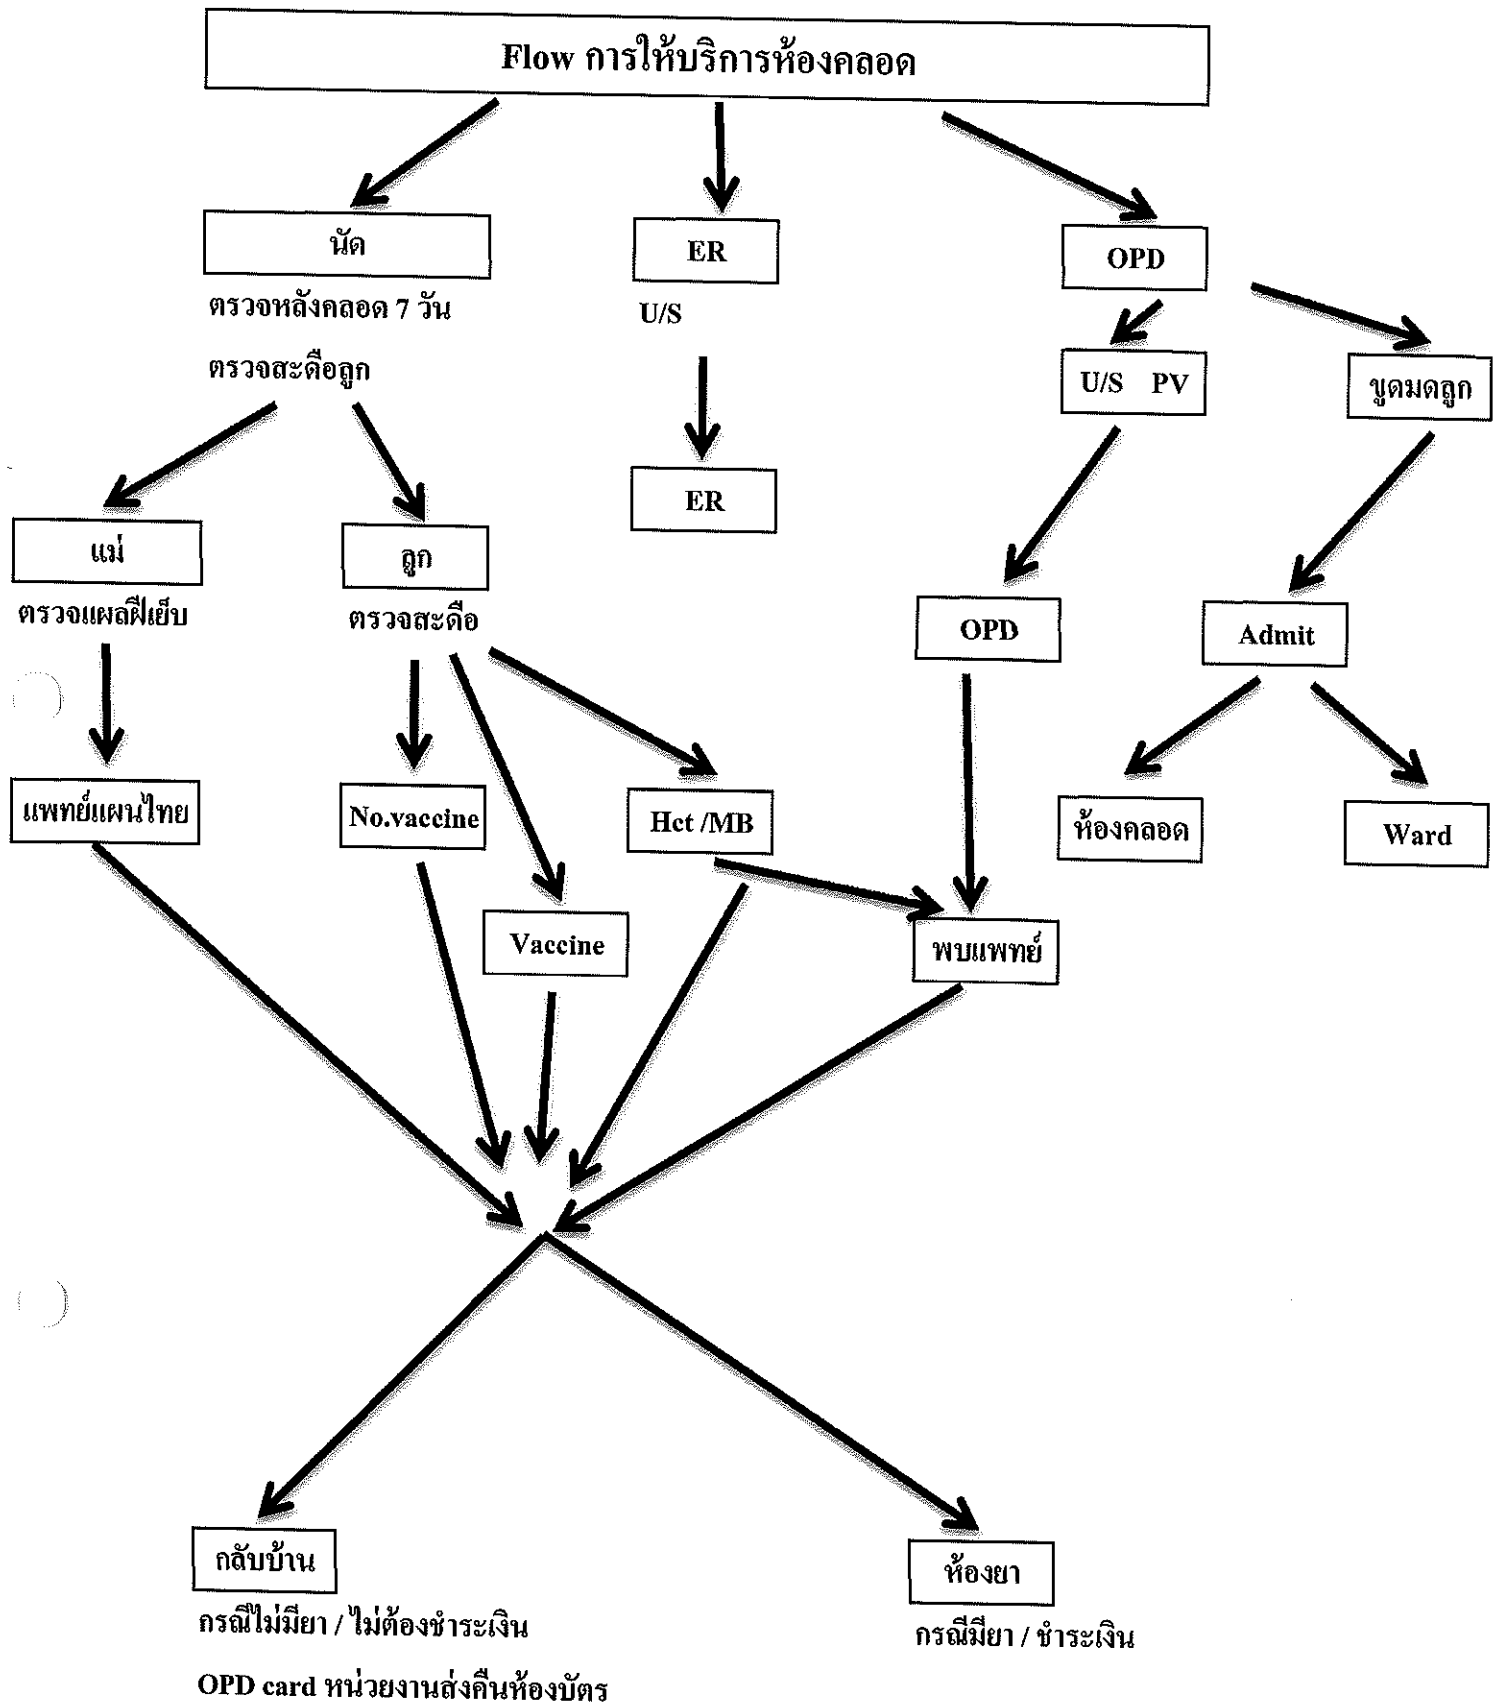 Flow การให้บริการห้องคลอด
นัด
ER
OPD
ตรวจหลังคลอด 7 วัน
U/S
ตรวจสะดือลูก
U/S PV
ขูดมดลูก
ER
แม่
ลูก
ตรวจแผลฝีเย็บ
ตรวจสะดือ
OPD
Admit
แพทย์แผนไทย
No.vaccine
Hct /MB
ห้องคลอด
Ward
Vaccine
พบแพทย์
กลับบ้าน
ห้องยา
กรณีไม่มียา / ไม่ต้องชำระเงิน
กรณีมียา / ชำระเงิน
OPD card หน่วยงานส่งคืนห้องบัตร